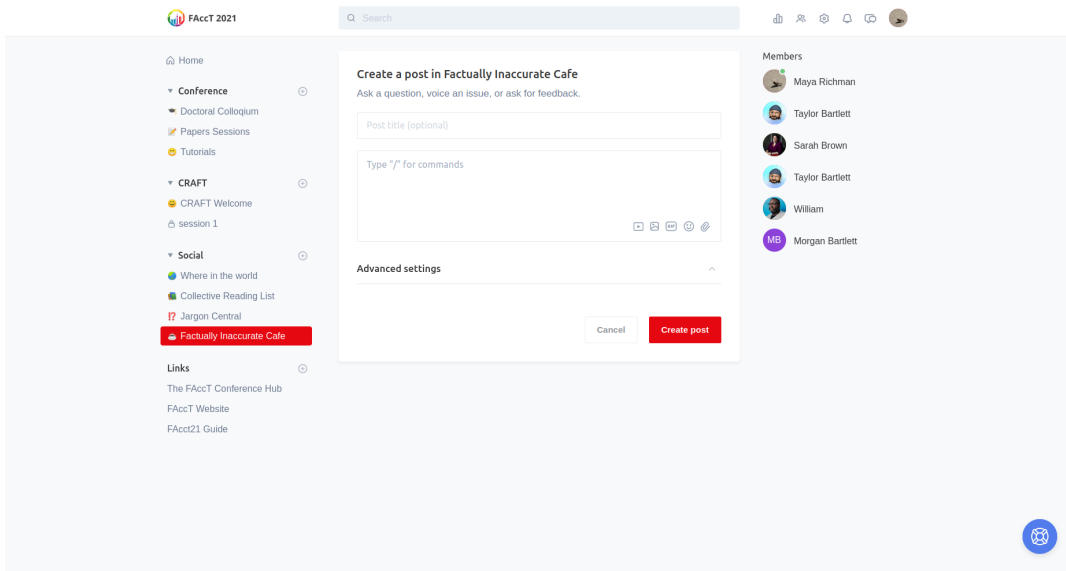 FAccT 2021
Search
Home
Conference
Doctoral Colloqium
Papers Sessions
Tutorials
CRAFT
CRAFT Welcome
session 1
Social
Where in the world
Collective Reading List
Jargon Central
Factually Inaccurate Cafe
Links
The FAccT Conference Hub
FAccT Website
FAcct21 Guide
Create a post in Factually Inaccurate Cafe
Ask a question, voice an issue, or ask for feedback.
Post title (optional)
Type "/" for commands
GIF
Advanced settings
Cancel
Create post
Members
Maya Richman
Taylor Bartlett
Sarah Brown
Taylor Bartlett
William
MB Morgan Bartlett